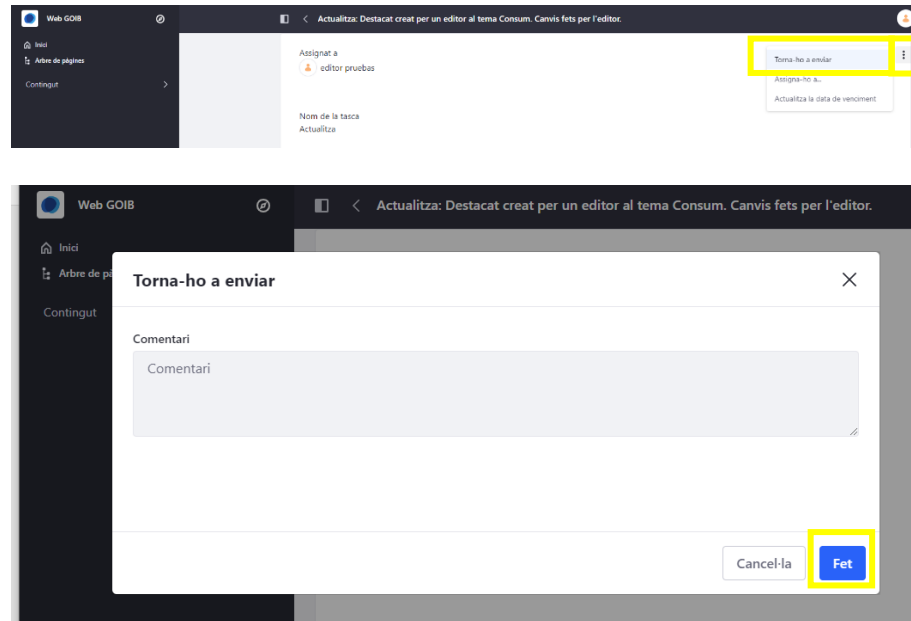 Web GOIB
Actualitza: Destacat creat per un editor al tema Consum. Canvis fets per l'editor.
Inici
Arbre de pàgines
Contingut
Assignat a
editor pruebas
Nom de la tasca
Actualitza
Torna-ho a enviar
Assigna-ho a...
Actualitza la data de venciment
Web GOIB
Actualitza: Destacat creat per un editor al tema Consum. Canvis fets per l'editor.
Inici
Arbre de pà
Contingut
Torna-ho a enviar
Comentari
Comentari
Cancel·la
Fet